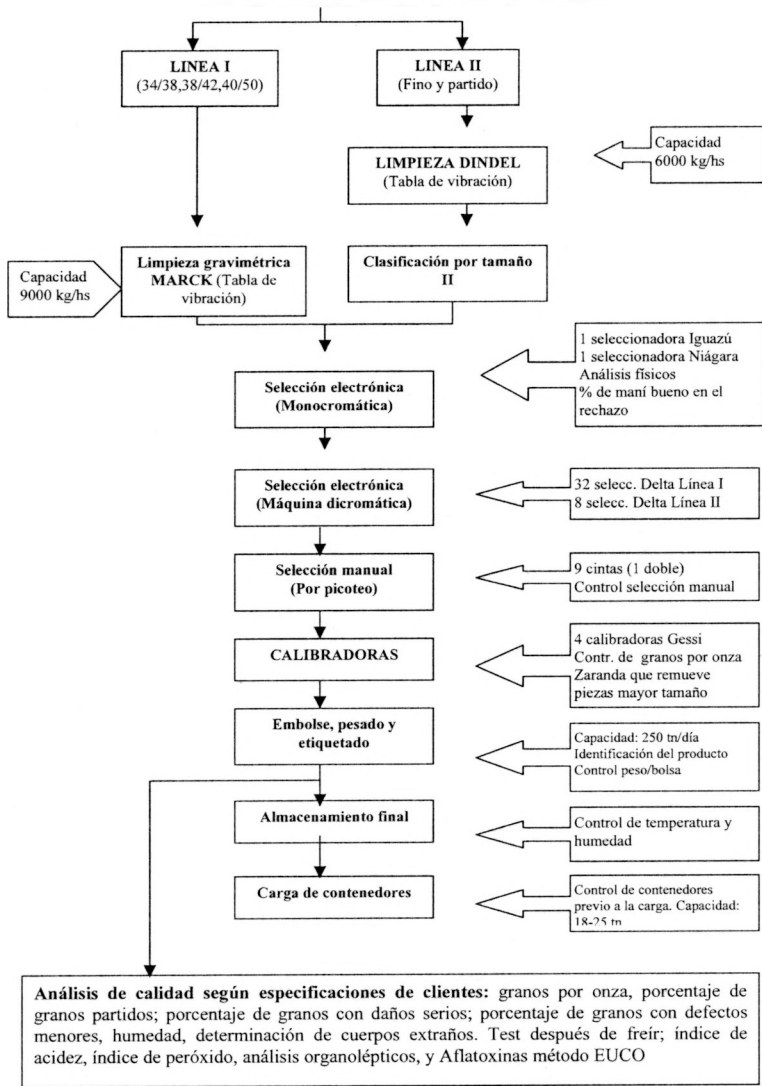 LINEA I
(34/38,38/42,40/50)
LINEA II
(Fino y partido)
LIMPIEZA DINDEL
(Tabla de vibración)
Capacidad
6000 kg/hs
Capacidad
9000 kg/hs
Limpieza gravimétrica
MARCK (Tabla de
vibración)
Clasificación por tamaño
II
1 seleccionadora Iguazú
1 seleccionadora Niágara
Análisis físicos
% de maní bueno en el
rechazo
Selección electrónica
(Monocromática)
Selección electrónica
(Máquina dicromática)
32 selecc. Delta Línea I
8 selecc. Delta Línea II
Selección manual
(Por picoteo)
9 cintas (1 doble)
Control selección manual
CALIBRADORAS
4 calibradoras Gessi
Contr. de granos por onza
Zaranda que remueve
piezas mayor tamaño
Embolse, pesado y
etiquetado
Capacidad: 250 tn/día
Identificación del producto
Control peso/bolsa
Almacenamiento final
Control de temperatura y
humedad
Carga de contenedores
Control de contenedores
previo a la carga. Capacidad:
18-25 tn
Análisis de calidad según especificaciones de clientes: granos por onza, porcentaje de
granos partidos; porcentaje de granos con daños serios; porcentaje de granos con defectos
menores, humedad, determinación de cuerpos extraños. Test después de freír; índice de
acidez, índice de peróxido, análisis organolépticos, y Aflatoxinas método EUCO